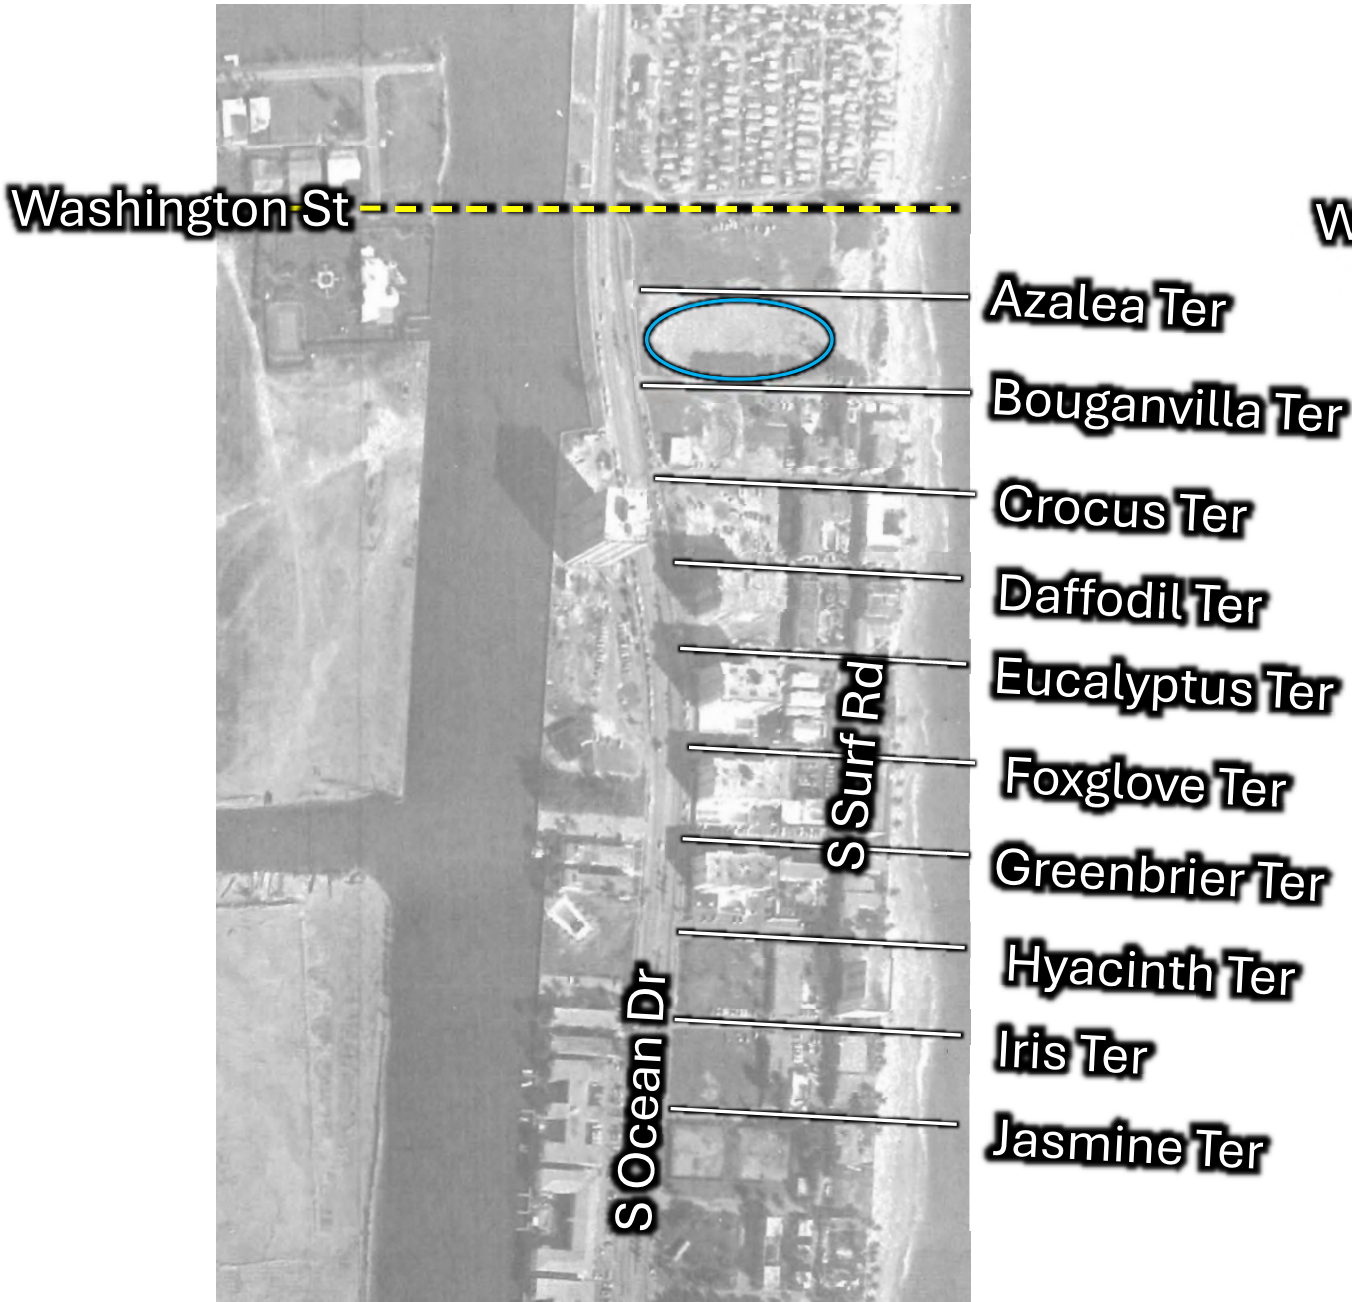 Washington St
W
Azalea Ter
Bouganvilla Ter
Crocus Ter
Daffodil Ter
Eucalyptus Ter
S Surf Rd
Foxglove Ter
Greenbrier Ter
Hyacinth Ter
S Ocean Dr
Iris Ter
Jasmine Ter